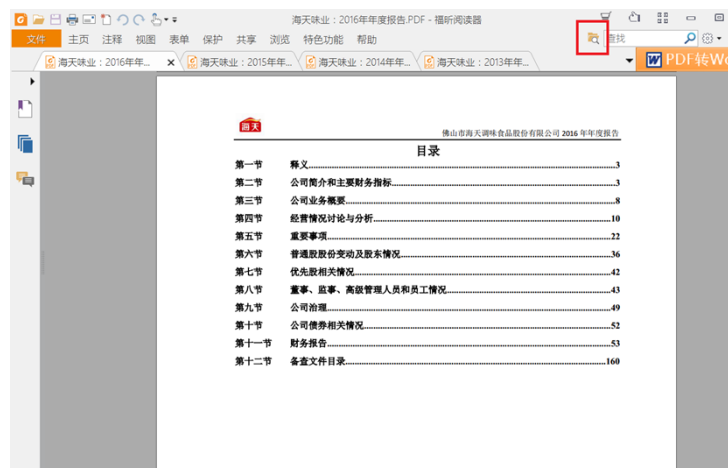 海天味业：2016年年度报告.PDF - 福昕阅读器
文件 主页 注释 视图 表单 保护 共享 浏览 特色功能 帮助
查找
海天味业：2016年年... 海天味业：2015年年... 海天味业：2014年年... 海天味业：2013年年...
W PDF转Wo
海天
佛山市海天调味食品股份有限公司 2016 年年度报告
目录
第一节 释义........3
第二节 公司简介和主要财务指标........3
第三节 公司业务概要........8
第四节 经营情况讨论与分析........10
第五节 重要事项........22
第六节 普通股股份变动及股东情况........36
第七节 优先股相关情况........42
第八节 董事、监事、高级管理人员和员工情况........43
第九节 公司治理........49
第十节 公司债券相关情况........52
第十一节 财务报告........53
第十二节 备查文件目录........160